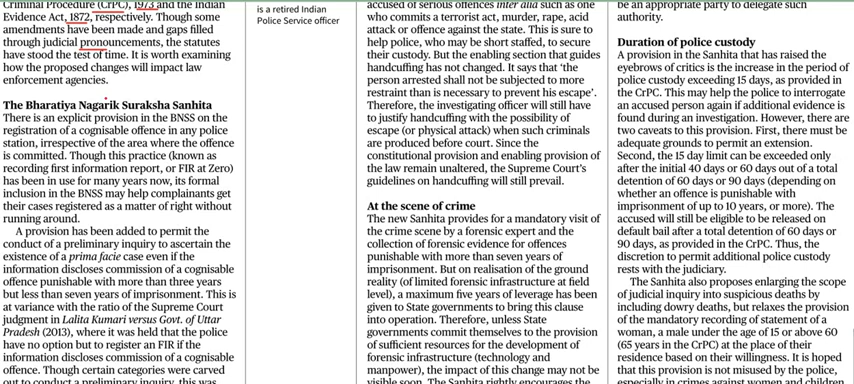 Criminal Procedure (CrPC), 1973 and the Indian
Evidence Act, 1872, respectively. Though some
amendments have been made and gaps filled
through judicial pronouncements, the statutes
have stood the test of time. It is worth examining
how the proposed changes will impact law
enforcement agencies.
The Bharatiya Nagarik Suraksha Sanhita
There is an explicit provision in the BNSS on the
registration of a cognisable offence in any police
station, irrespective of the area where the offence
is committed. Though this practice (known as
recording first information report, or FIR at Zero)
has been in use for many years now, its formal
inclusion in the BNSS may help complainants get
their cases registered as a matter of right without
running around.
A provision has been added to permit the
conduct of a preliminary inquiry to ascertain the
existence of a prima facie case even if the
information discloses commission of a cognisable
offence punishable with more than three years
but less than seven years of imprisonment. This is
at variance with the ratio of the Supreme Court
judgment in Lalita Kumari versus Govt. of Uttar
Pradesh (2013), where it was held that the police
have no option but to register an FIR if the
information discloses commission of a cognisable
offence. Though certain categories were carved
out to conduct a preliminary inquiry, this was
is a retired Indian
Police Service officer
accused of serious offences inter alia such as one
who commits a terrorist act, murder, rape, acid
attack or offence against the state. This is sure to
help police, who may be short staffed, to secure
their custody. But the enabling section that guides
handcuffing has not changed. It says that ‘the
person arrested shall not be subjected to more
restraint than is necessary to prevent his escape’.
Therefore, the investigating officer will still have
to justify handcuffing with the possibility of
escape (or physical attack) when such criminals
are produced before court. Since the
constitutional provision and enabling provision of
the law remain unaltered, the Supreme Court’s
guidelines on handcuffing will still prevail.
At the scene of crime
The new Sanhita provides for a mandatory visit of
the crime scene by a forensic expert and the
collection of forensic evidence for offences
punishable with more than seven years of
imprisonment. But on realisation of the ground
reality (of limited forensic infrastructure at field
level), a maximum five years of leverage has been
given to State governments to bring this clause
into operation. Therefore, unless State
governments commit themselves to the provision
of sufficient resources for the development of
forensic infrastructure (technology and
manpower), the impact of this change may not be
visible soon. The Sanhita rightly encourages the
be an appropriate party to delegate such
authority.
Duration of police custody
A provision in the Sanhita that has raised the
eyebrows of critics is the increase in the period of
police custody exceeding 15 days, as provided in
the CrPC. This may help the police to interrogate
an accused person again if additional evidence is
found during an investigation. However, there are
two caveats to this provision. First, there must be
adequate grounds to permit an extension.
Second, the 15 day limit can be exceeded only
after the initial 40 days or 60 days out of a total
detention of 60 days or 90 days (depending on
whether an offence is punishable with
imprisonment of up to 10 years, or more). The
accused will still be eligible to be released on
default bail after a total detention of 60 days or
90 days, as provided in the CrPC. Thus, the
discretion to permit additional police custody
rests with the judiciary.
The Sanhita also proposes enlarging the scope
of judicial inquiry into suspicious deaths by
including dowry deaths, but relaxes the provision
of the mandatory recording of statement of a
woman, a male under the age of 15 or above 60
(65 years in the CrPC) at the place of their
residence based on their willingness. It is hoped
that this provision is not misused by the police,
especially in crimes against women and children